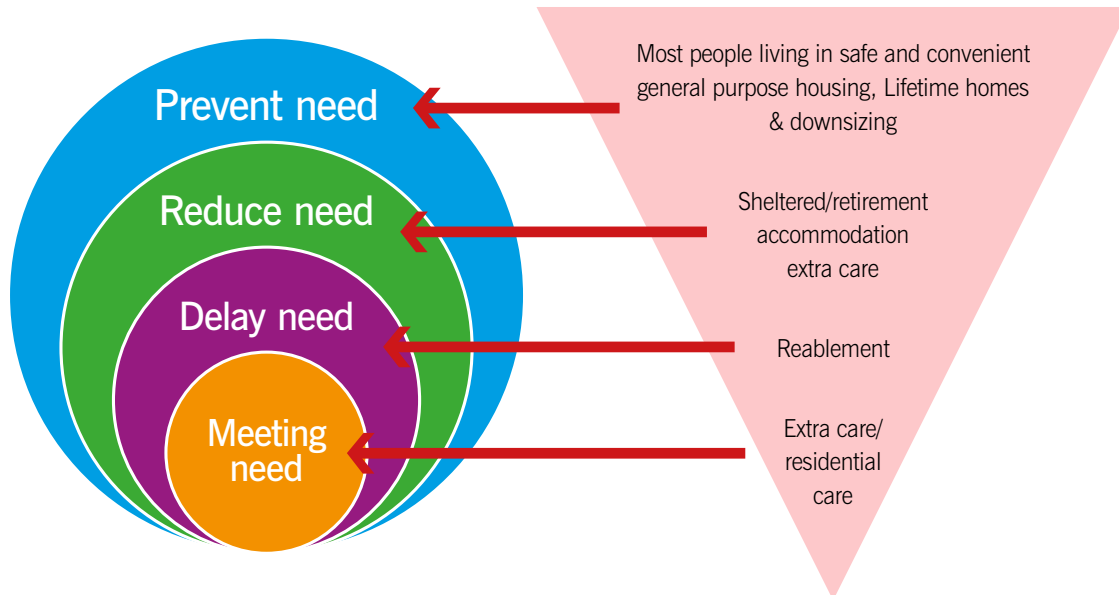 Prevent need
Most people living in safe and convenient
general purpose housing, Lifetime homes
& downsizing
Reduce need
Sheltered/retirement
accommodation
extra care
Delay need
Reablement
Meeting
need
Extra care/
residential
care